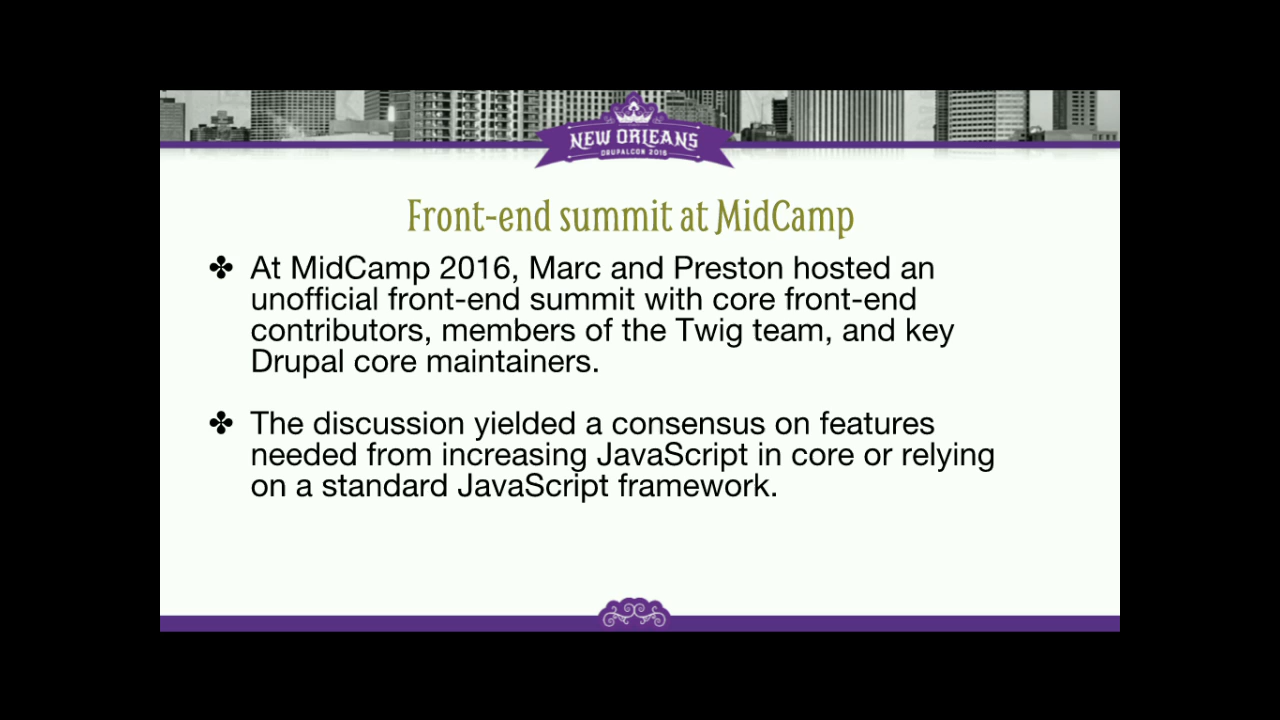 NEW ORLEANS
DRUPALCON 2016
Front-end summit at MidCamp
✤ At MidCamp 2016, Marc and Preston hosted an
unofficial front-end summit with core front-end
contributors, members of the Twig team, and key
Drupal core maintainers.
✤ The discussion yielded a consensus on features
needed from increasing JavaScript in core or relying
on a standard JavaScript framework.